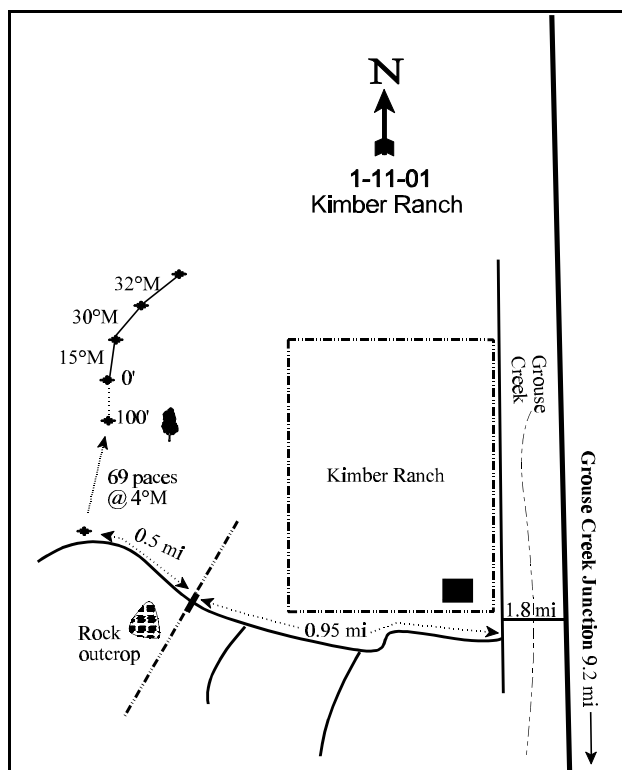 N
1-11-01
Kimber Ranch
32°M
30°M
15°M
0'
100'
69 paces
@ 4°M
0.5 mi
Rock
outcrop
0.95 mi
Kimber Ranch
1.8 mi
Grouse
Creek
Grouse Creek Junction 9.2 mi